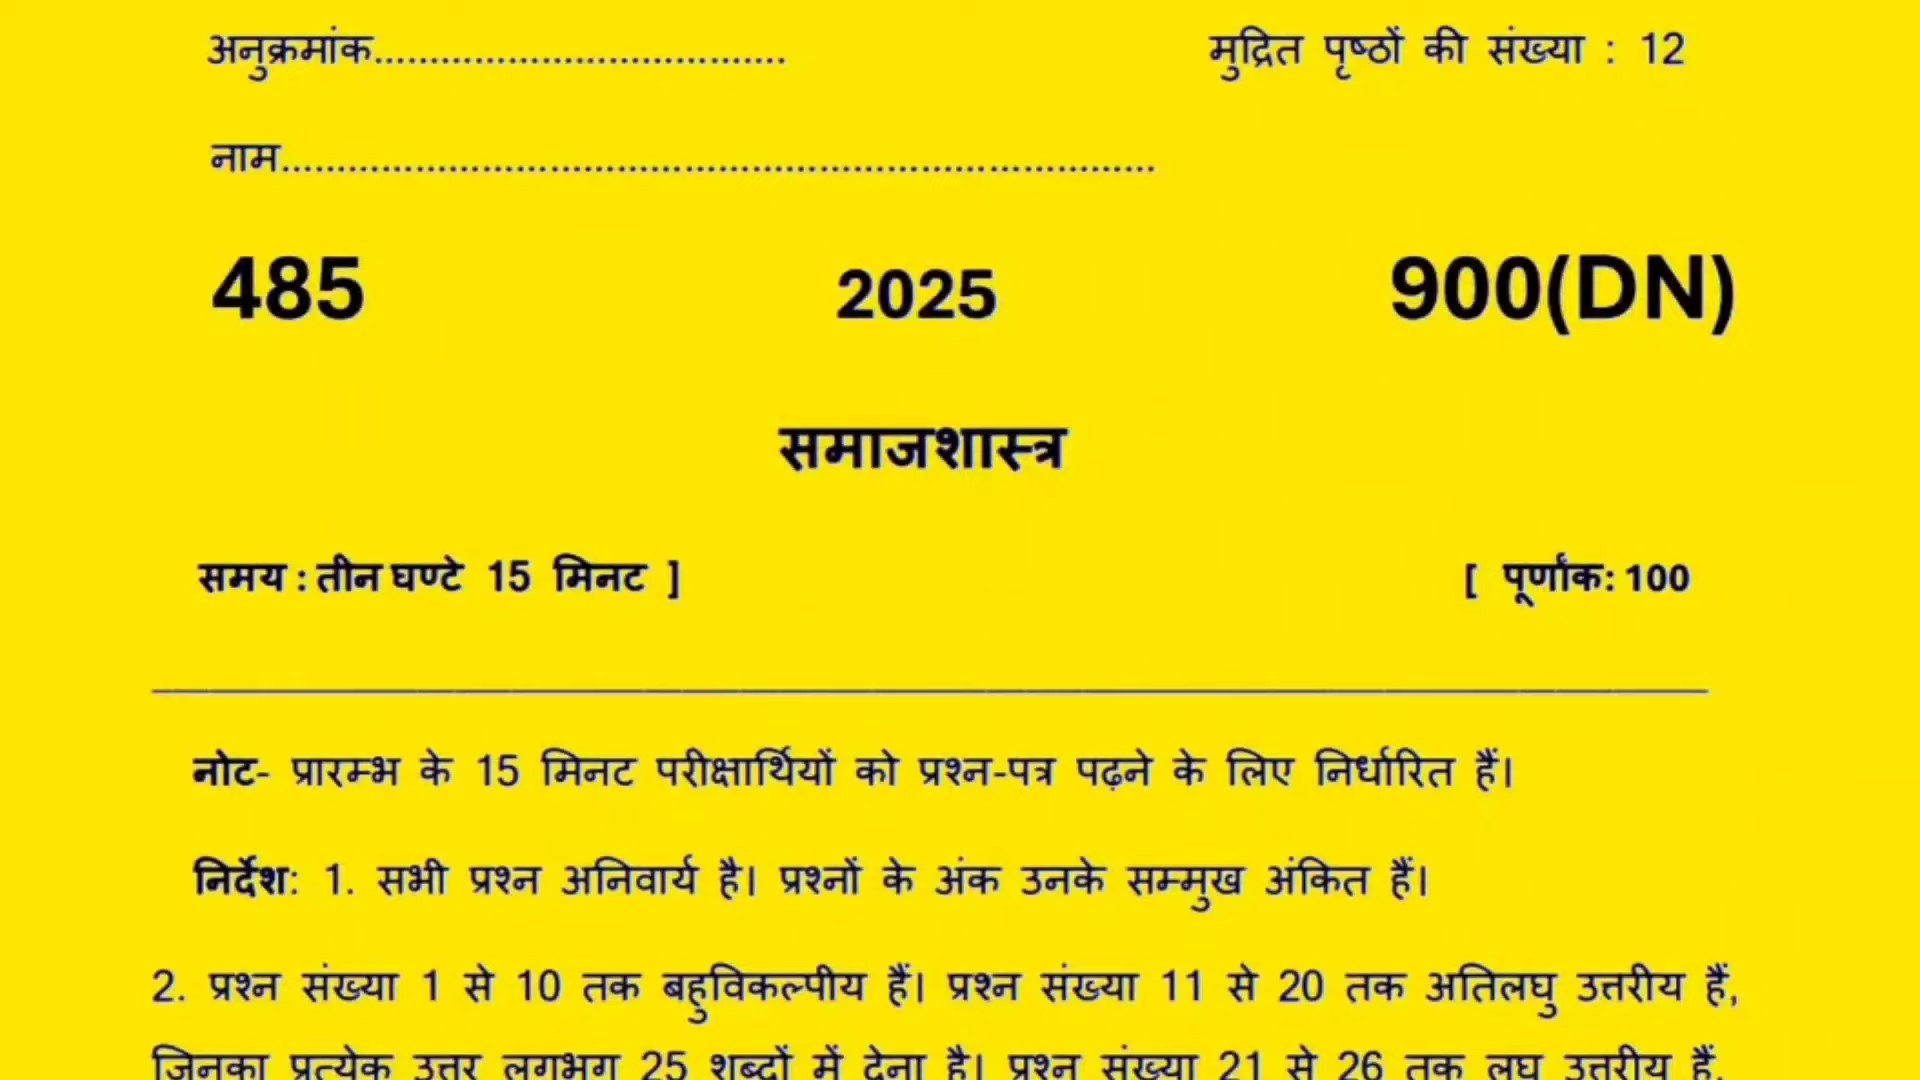 अनुक्रमांक..................................... मुद्रित पृष्ठों की संख्या : 12
नाम...............................................................................
485 2025 900(DN)
समाजशास्त्र
समय : तीन घण्टे 15 मिनट ] [ पूर्णांक: 100
नोट- प्रारम्भ के 15 मिनट परीक्षार्थियों को प्रश्न-पत्र पढ़ने के लिए निर्धारित हैं।
निर्देश: 1. सभी प्रश्न अनिवार्य है। प्रश्नों के अंक उनके सम्मुख अंकित हैं।
2. प्रश्न संख्या 1 से 10 तक बहुविकल्पीय हैं। प्रश्न संख्या 11 से 20 तक अतिलघु उत्तरीय हैं,
जिनका प्रत्येक उत्तर लगभग 25 शब्दों में देना है। प्रश्न संख्या 21 से 26 तक लघु उत्तरीय हैं,